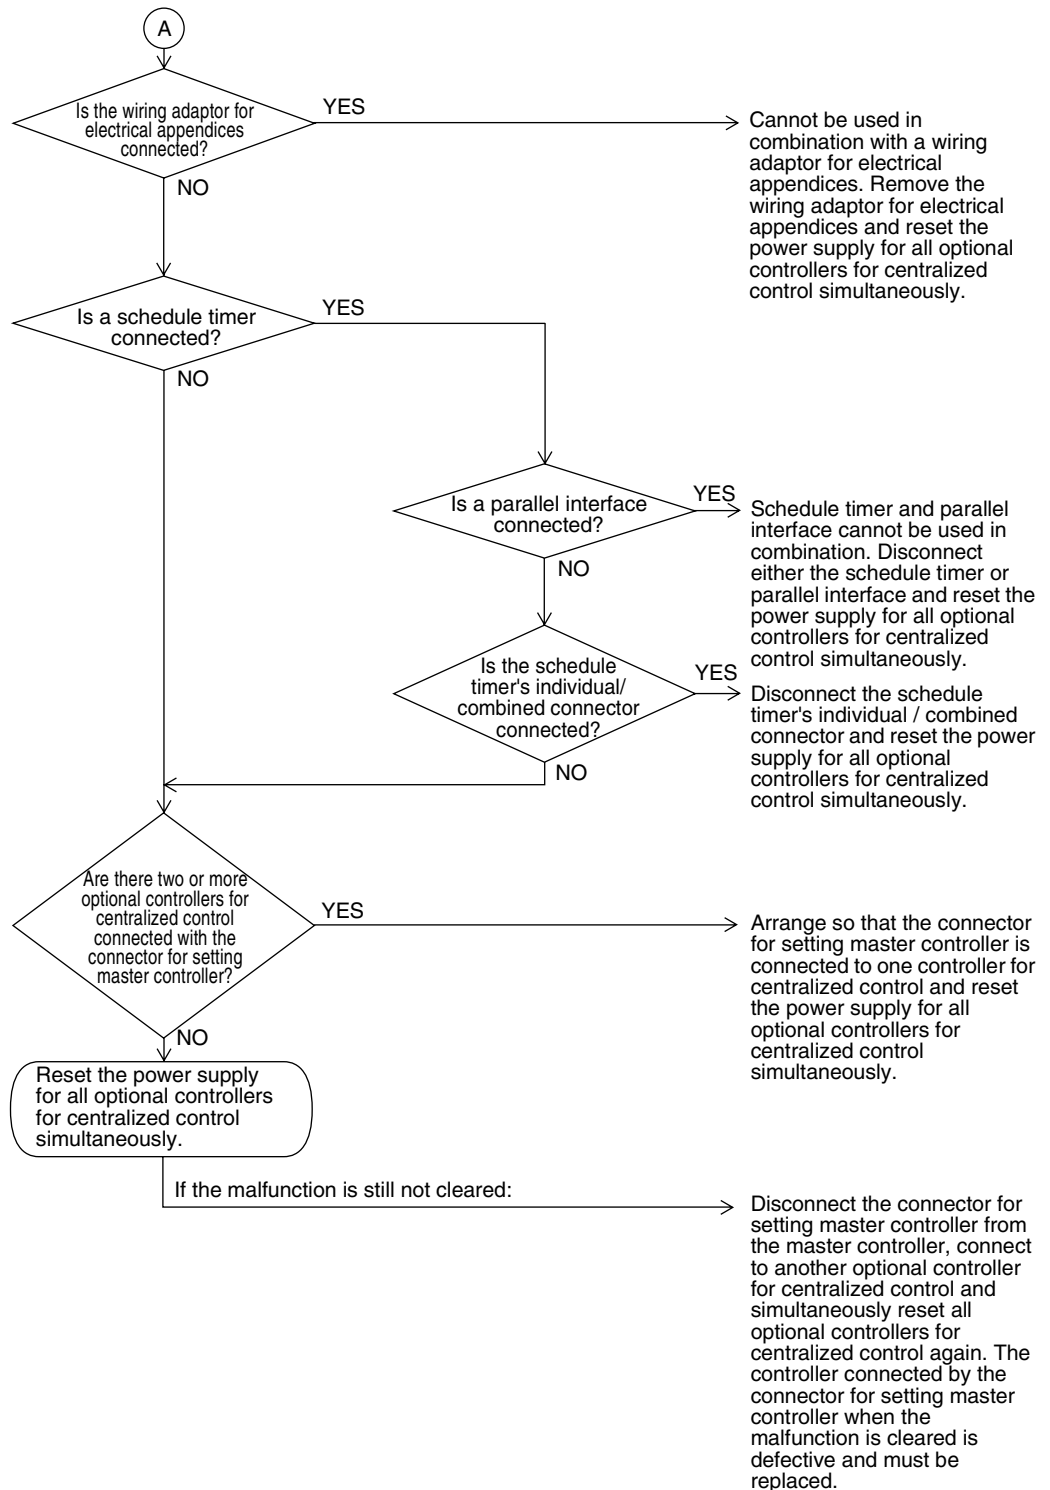 A
Is the wiring adaptor for
electrical appendices
connected?
YES
Cannot be used in
combination with a wiring
adaptor for electrical
appendices. Remove the
wiring adaptor for electrical
appendices and reset the
power supply for all optional
controllers for centralized
control simultaneously.
NO
Is a schedule timer
connected?
YES
NO
Is a parallel interface
connected?
YES
Schedule timer and parallel
interface cannot be used in
combination. Disconnect
either the schedule timer or
parallel interface and reset the
power supply for all optional
controllers for centralized
control simultaneously.
NO
Is the schedule
timer's individual/
combined connector
connected?
YES
Disconnect the schedule
timer's individual / combined
connector and reset the power
supply for all optional
controllers for centralized
control simultaneously.
NO
Are there two or more
optional controllers for
centralized control
connected with the
connector for setting
master controller?
YES
Arrange so that the connector
for setting master controller is
connected to one controller for
centralized control and reset
the power supply for all
optional controllers for
centralized control
simultaneously.
NO
Reset the power supply
for all optional controllers
for centralized control
simultaneously.
If the malfunction is still not cleared:
Disconnect the connector for
setting master controller from
the master controller, connect
to another optional controller
for centralized control and
simultaneously reset all
optional controllers for
centralized control again. The
controller connected by the
connector for setting master
controller when the
malfunction is cleared is
defective and must be
replaced.